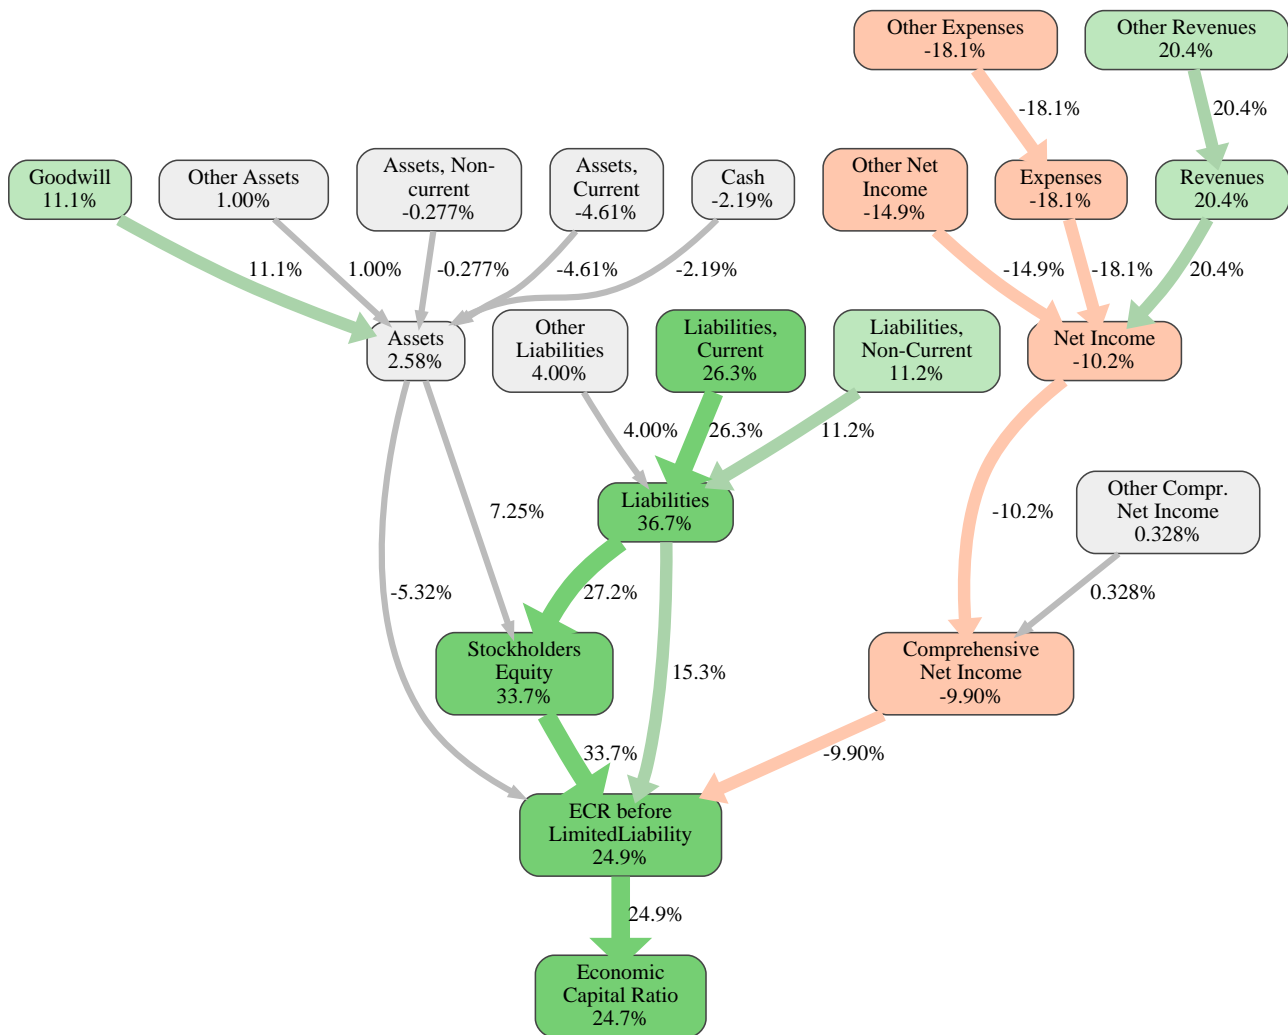 Other Expenses
-18.1%
Other Revenues
20.4%
-18.1%
20.4%
Goodwill
11.1%
Other Assets
1.00%
Assets, Non-
current
-0.277%
Assets,
Current
-4.61%
Cash
-2.19%
Other Net
Income
-14.9%
Expenses
-18.1%
Revenues
20.4%
11.1%
1.00%
-0.277%
-4.61%
-2.19%
-14.9%
-18.1%
20.4%
Assets
2.58%
Other
Liabilities
4.00%
Liabilities,
Current
26.3%
Liabilities,
Non-Current
11.2%
Net Income
-10.2%
4.00%
26.3%
11.2%
7.25%
Liabilities
36.7%
-10.2%
Other Compr.
Net Income
0.328%
-5.32%
27.2%
0.328%
Stockholders
Equity
33.7%
15.3%
Comprehensive
Net Income
-9.90%
33.7%
-9.90%
ECR before
LimitedLiability
24.9%
24.9%
Economic
Capital Ratio
24.7%